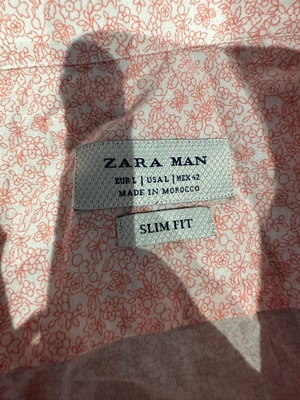 ZARA MAN
EUR L | USA L | MEX 42
MADE IN MOROCCO
SLIM FIT